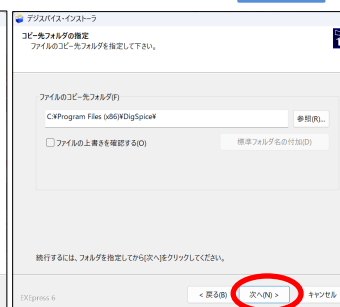 デジスパイス・インストーラ
コピー先フォルダの指定
ファイルのコピー先フォルダを指定して下さい。
ファイルのコピー先フォルダ(F)
C:¥Program Files (x86)¥DigSpice¥
参照(R)...
ファイルの上書きを確認する(O)
標準フォルダ名の付加(D)
続行するには、フォルダを指定してから[次へ]をクリックしてください。
EXEpress 6
< 戻る(B)
次へ(N) >
キャンセル